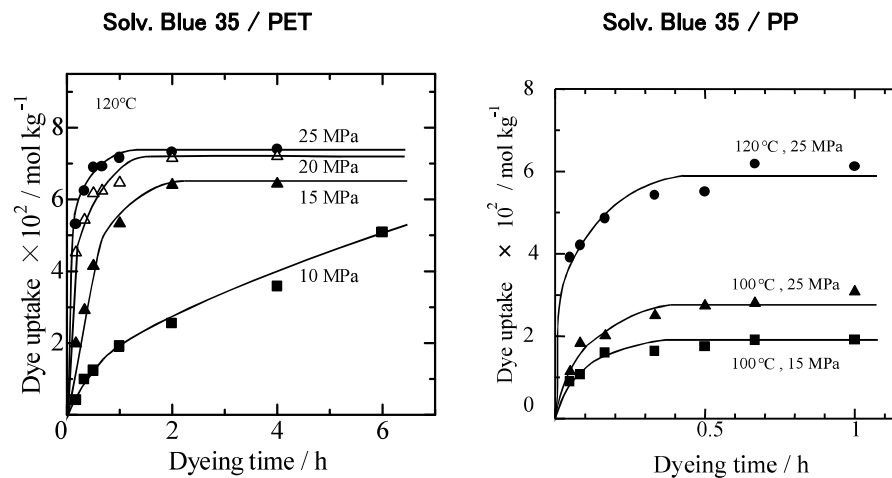 Solv. Blue 35 / PET
120℃
25 MPa
20 MPa
15 MPa
10 MPa
8
6
4
2
0
2
4
6
Dye uptake ×10² / mol kg⁻¹
Dyeing time / h
Solv. Blue 35 / PP
120℃ , 25 MPa
100℃ , 25 MPa
100℃ , 15 MPa
8
6
4
2
0
0.5
1
Dye uptake × 10² / mol kg⁻¹
Dyeing time / h